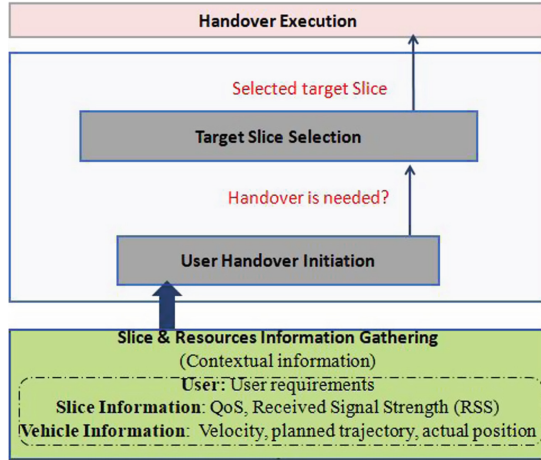 Handover Execution
Selected target Slice
Target Slice Selection
Handover is needed?
User Handover Initiation
Slice & Resources Information Gathering
(Contextual information)
User: User requirements
Slice Information: QoS, Received Signal Strength (RSS)
Vehicle Information: Velocity, planned trajectory, actual position